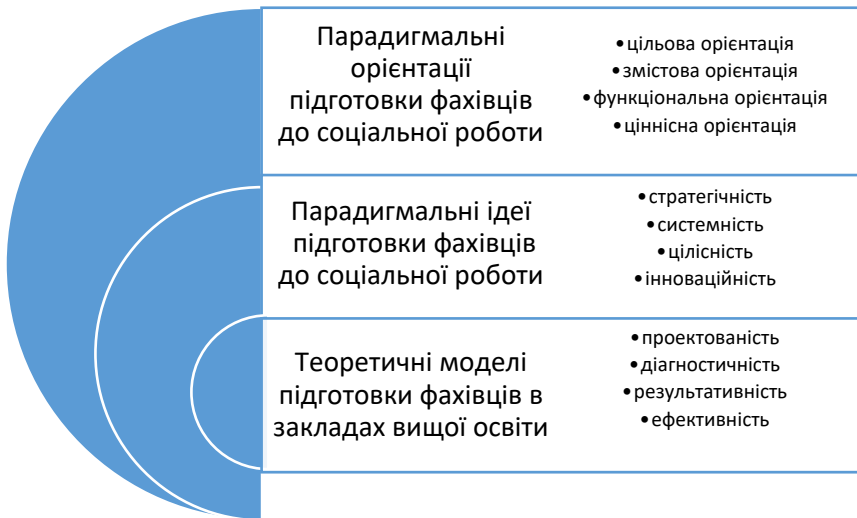 Парадигмальні
орієнтації
підготовки фахівців
до соціальної роботи
•цільова орієнтація
•змістова орієнтація
•функціональна орієнтація
•ціннісна орієнтація
Парадигмальні ідеї
підготовки фахівців
до соціальної роботи
•стратегічність
•системність
•цілісність
•інноваційність
Теоретичні моделі
підготовки фахівців в
закладах вищої освіти
•проектованість
•діагностичність
•результативність
•ефективність